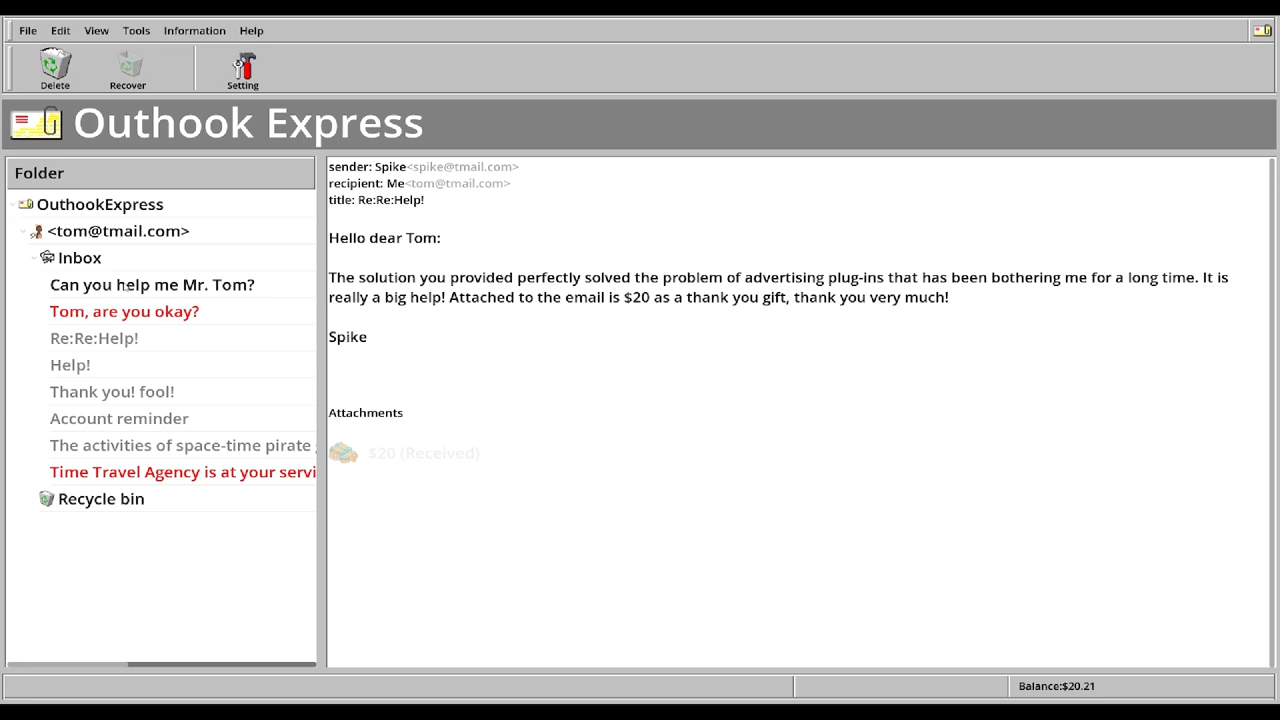 File Edit View Tools Information Help
Delete Recover Setting
Outhook Express
Folder
OuthookExpress
<tom@tmail.com>
Inbox
Can you help me Mr. Tom?
Tom, are you okay?
Re:Re:Help!
Help!
Thank you! fool!
Account reminder
The activities of space-time pirate
Time Travel Agency is at your servi
Recycle bin
sender: Spike<spike@tmail.com>
recipient: Me<tom@tmail.com>
title: Re:Re:Help!
Hello dear Tom:
The solution you provided perfectly solved the problem of advertising plug-ins that has been bothering me for a long time. It is
really a big help! Attached to the email is $20 as a thank you gift, thank you very much!
Spike
Attachments
$20 (Received)
Balance:$20.21